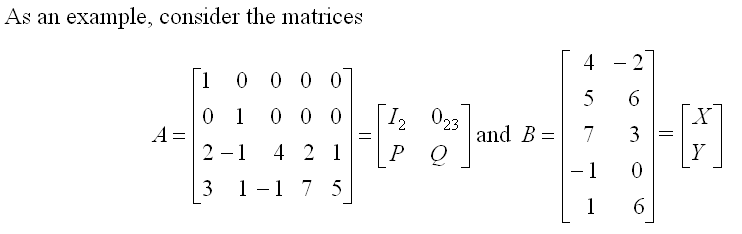 As an example, consider the matrices
A = [1 0 0 0 0
0 1 0 0 0
2 -1 4 2 1
3 1 -1 7 5] = [I₂ 0₂₃
P Q] and B = [4 -2
5 6
7 3
-1 0
1 6] = [X
Y]